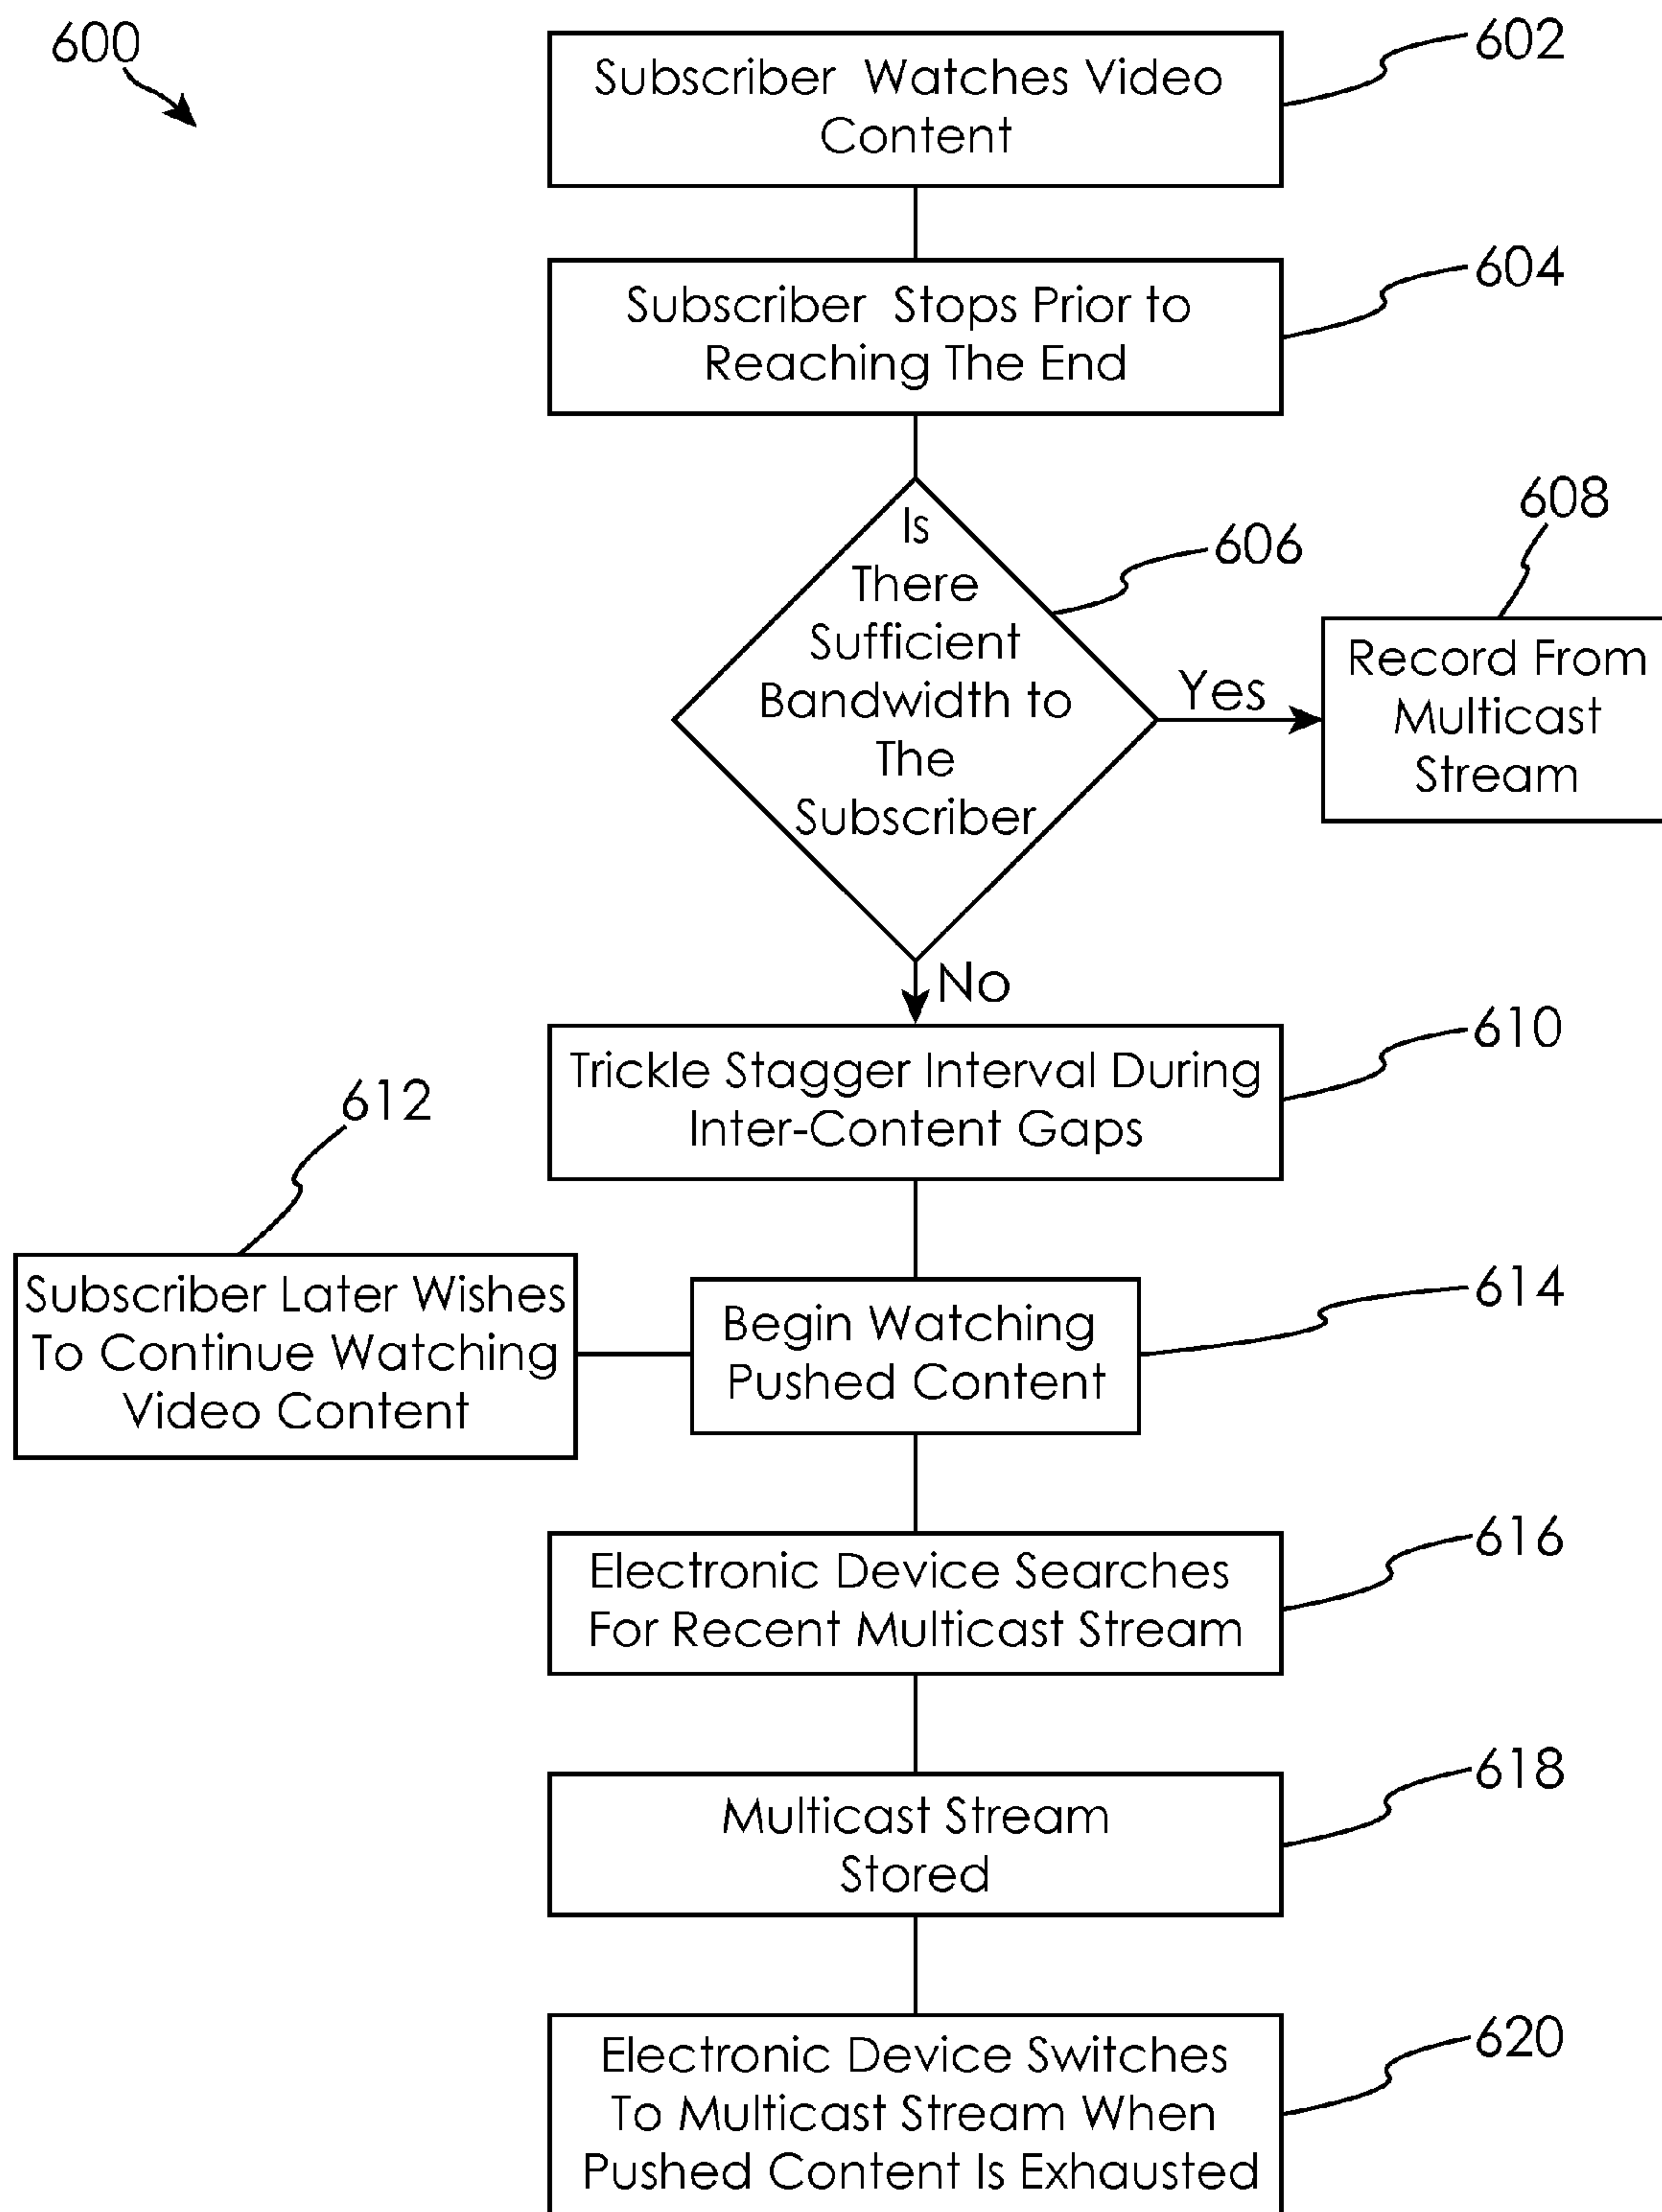 600
602
Subscriber Watches Video
Content
604
Subscriber Stops Prior to
Reaching The End
606
Is
There
Sufficient
Bandwidth to
The
Subscriber
608
Yes
Record From
Multicast
Stream
No
610
Trickle Stagger Interval During
Inter-Content Gaps
612
Subscriber Later Wishes
To Continue Watching
Video Content
614
Begin Watching
Pushed Content
616
Electronic Device Searches
For Recent Multicast Stream
618
Multicast Stream
Stored
620
Electronic Device Switches
To Multicast Stream When
Pushed Content Is Exhausted